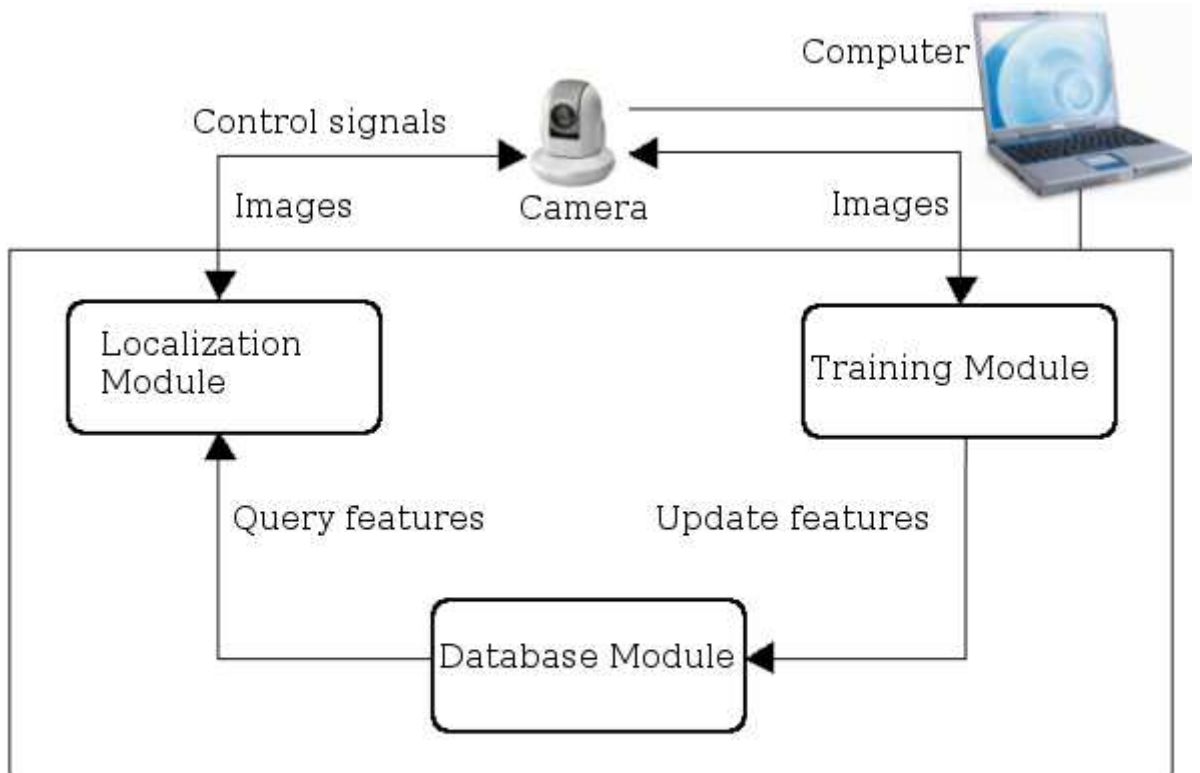 Computer
Control signals
Camera
Images
Images
Localization
Module
Training Module
Query features
Update features
Database Module